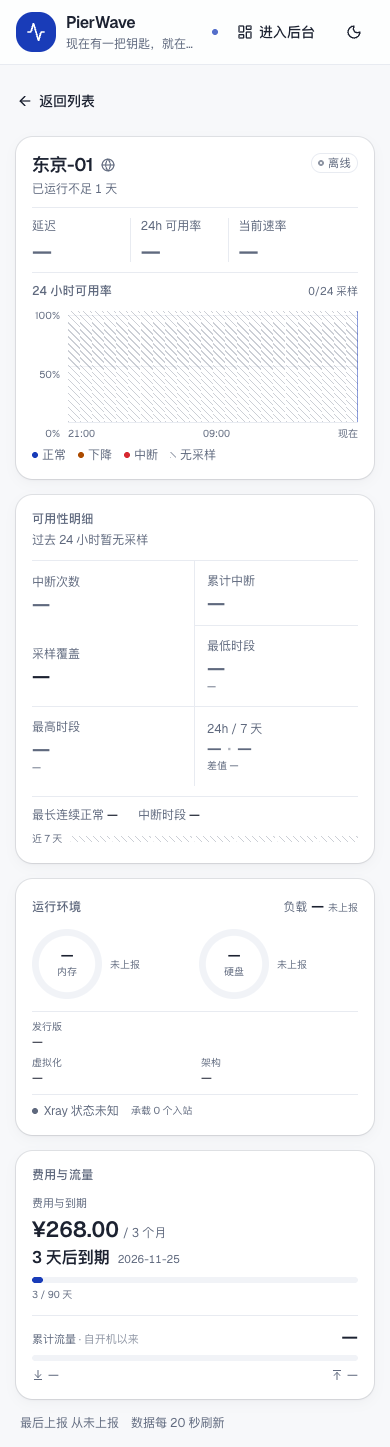 PierWave
现在有一把钥匙，就在…
进入后台
返回列表
东京-01
离线
已运行不足 1 天
延迟
24h 可用率
当前速率
—
—
—
24 小时可用率
0/24 采样
100%
50%
0%
21:00
09:00
现在
正常
下降
中断
无采样
可用性明细
过去 24 小时暂无采样
中断次数
—
累计中断
—
采样覆盖
—
最低时段
—
—
最高时段
—
—
24h / 7 天
— · —
差值 —
最长连续正常 —
中断时段 —
近 7 天
运行环境
负载 — 未上报
—
内存
未上报
—
硬盘
未上报
发行版
—
虚拟化
—
架构
—
Xray 状态未知
承载 0 个入站
费用与流量
费用与到期
¥268.00 / 3 个月
3 天后到期 2026-11-25
3 / 90 天
累计流量 · 自开机以来
—
—
—
最后上报 从未上报
数据每 20 秒刷新